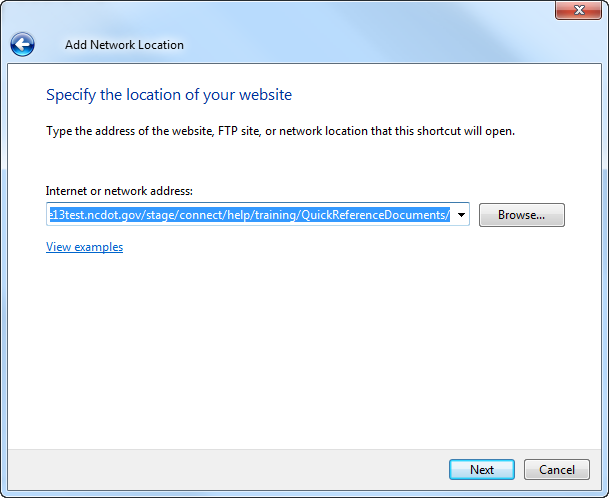 Add Network Location
Specify the location of your website
Type the address of the website, FTP site, or network location that this shortcut will open.
Internet or network address:
e13test.ncdot.gov/stage/connect/help/training/QuickReferenceDocuments/
Browse...
View examples
Next
Cancel